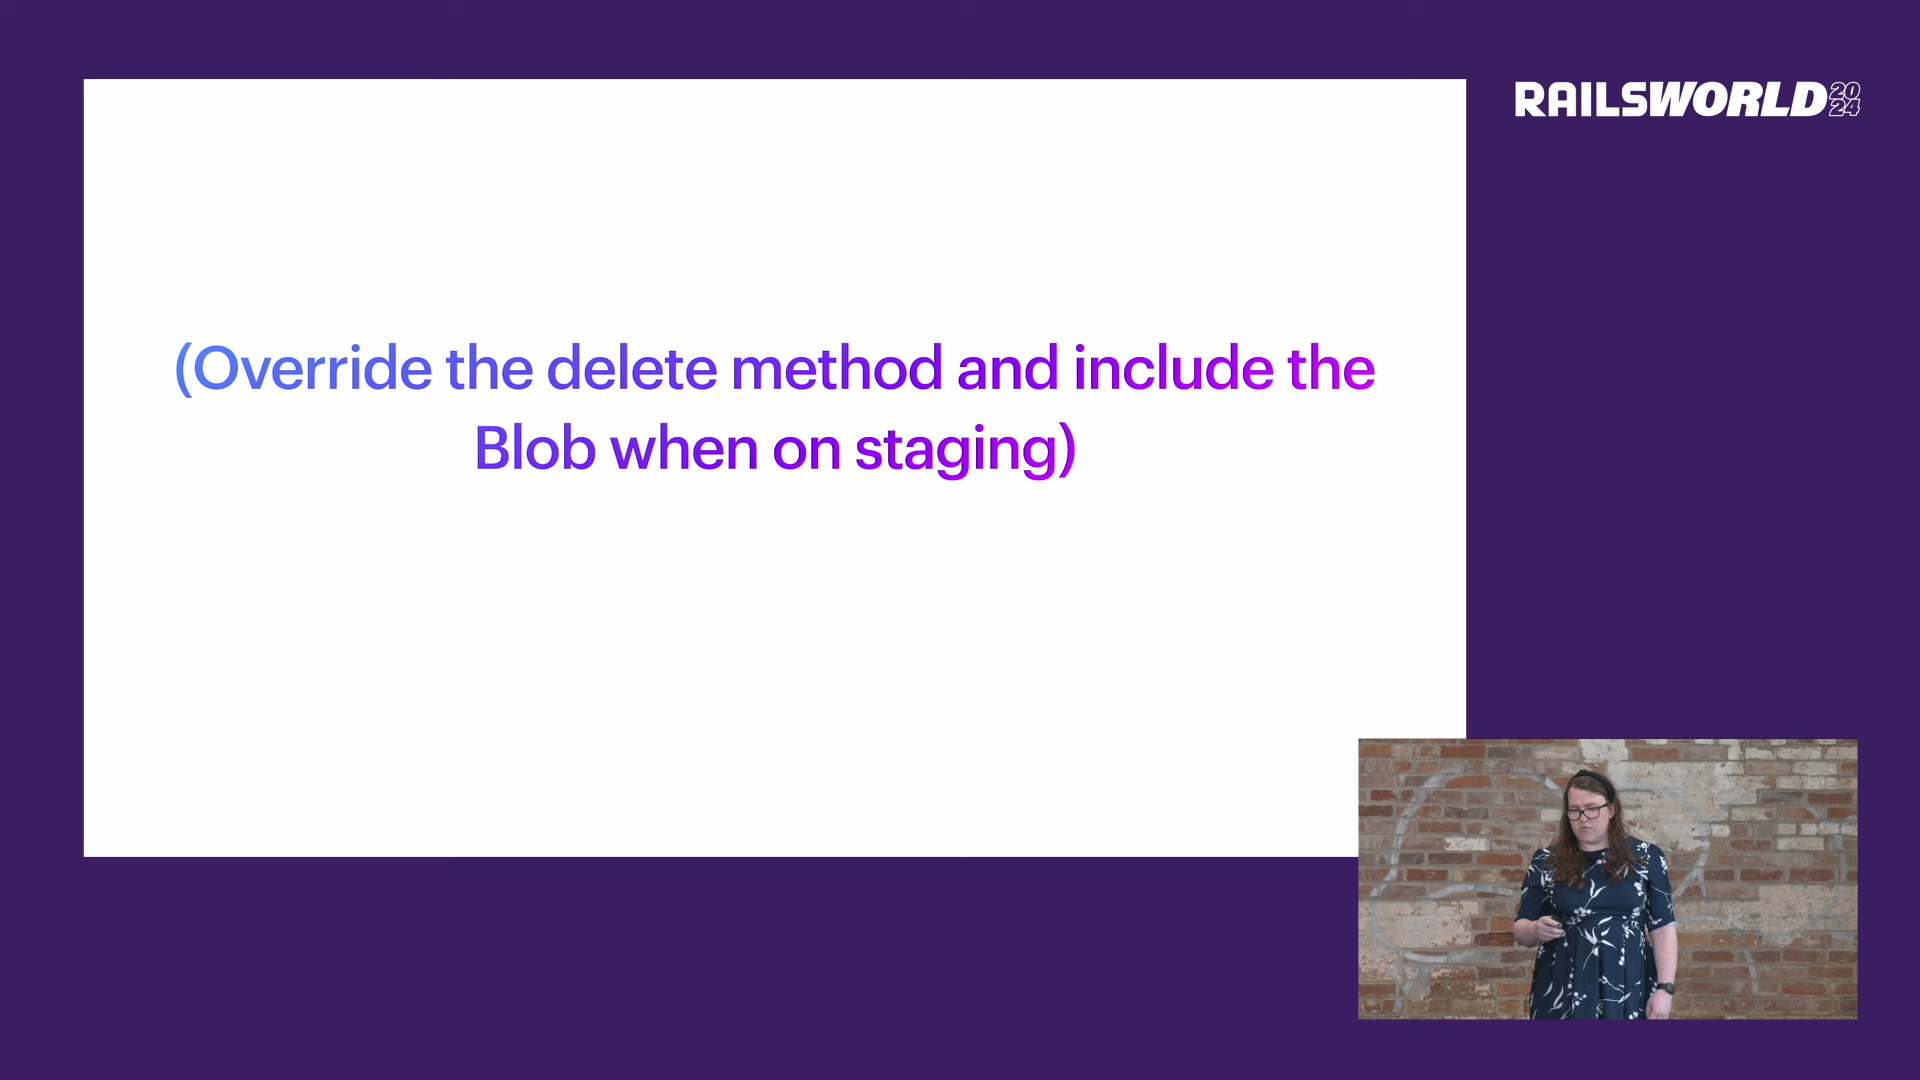 RAILSWORLD 2024
(Override the delete method and include the
Blob when on staging)